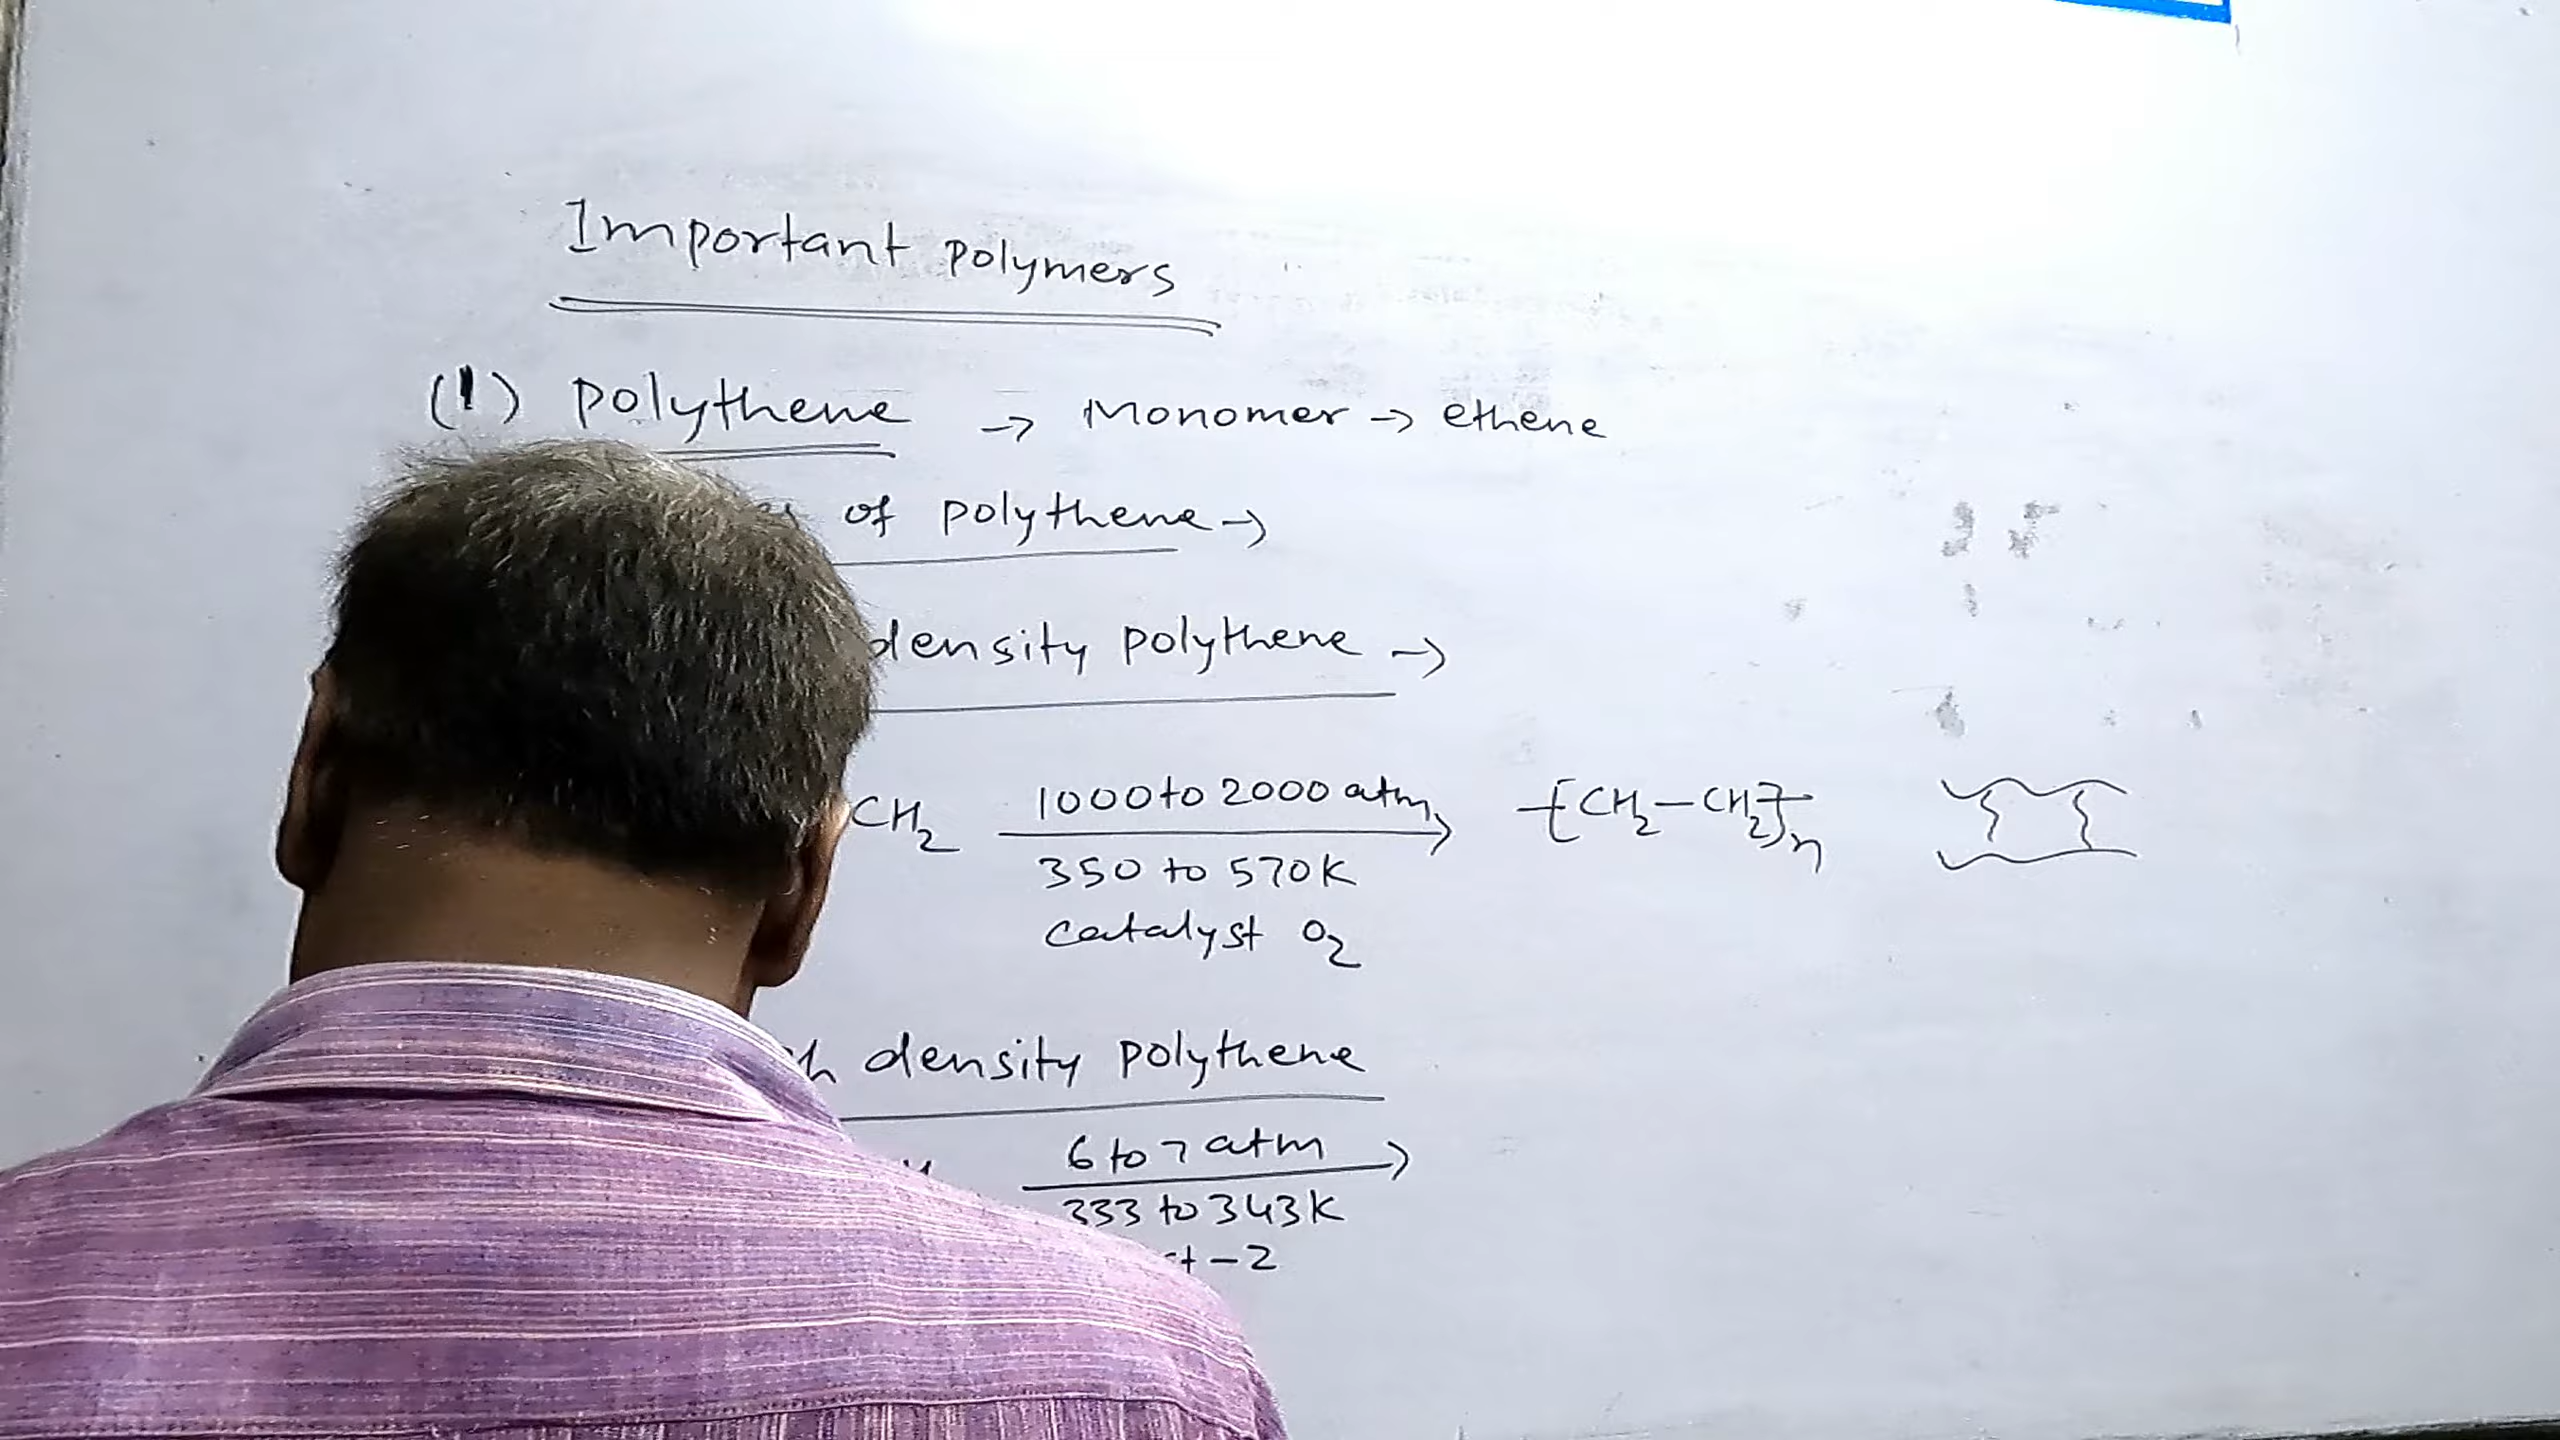 Important polymers
(1) polythene → Monomer → ethene
of polythene →
density polythene →
CH2 1000 to 2000 atm -[CH2-CH2]-n
350 to 570K
catalyst O2
density polythene
6 to 7 atm →
333 to 343K
-2